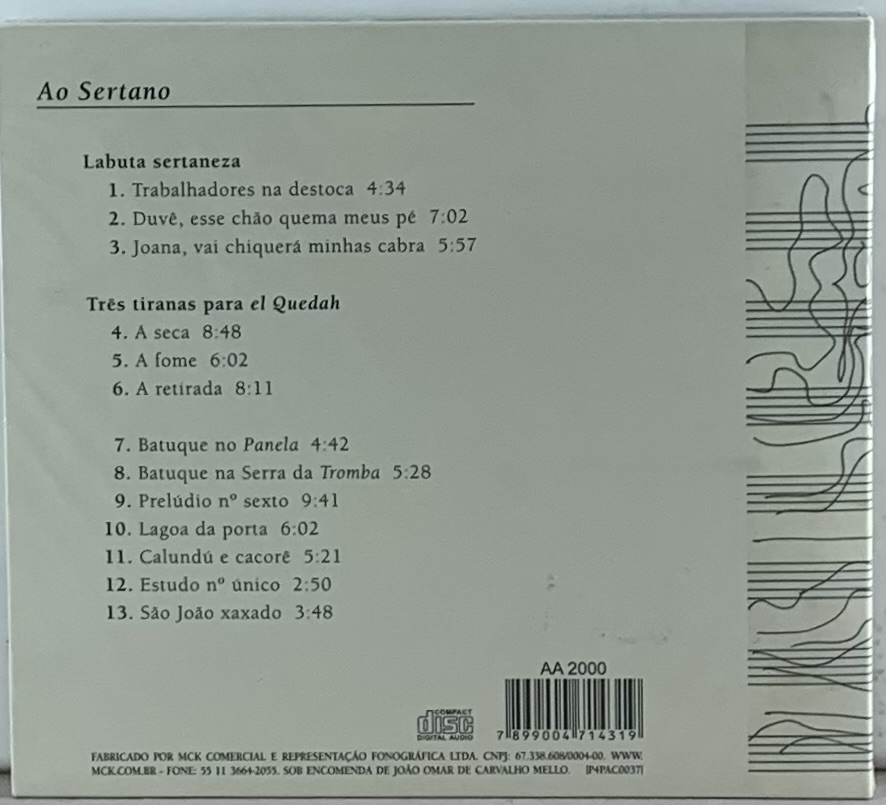 Ao Sertano
Labuta sertaneza
1. Trabalhadores na destoca 4:34
2. Duvê, esse chão quema meus pé 7:02
3. Joana, vai chiquerá minhas cabra 5:57
Três tiranas para el Quedah
4. A seca 8:48
5. A fome 6:02
6. A retirada 8:11
7. Batuque no Panela 4:42
8. Batuque na Serra da Tromba 5:28
9. Prelúdio nº sexto 9:41
10. Lagoa da porta 6:02
11. Calundú e cacorê 5:21
12. Estudo nº único 2:50
13. São João xaxado 3:48
AA 2000
COMPACT
disc
DIGITAL AUDIO
7 899004 714319
FABRICADO POR MCK COMERCIAL E REPRESENTAÇÃO FONOGRÁFICA LTDA. CNPJ: 67.338.608/0004-00. WWW.
MCK.COM.BR - FONE: 55 11 3664-2055. SOB ENCOMENDA DE JOÃO OMAR DE CARVALHO MELLO. |P4PAC0037|